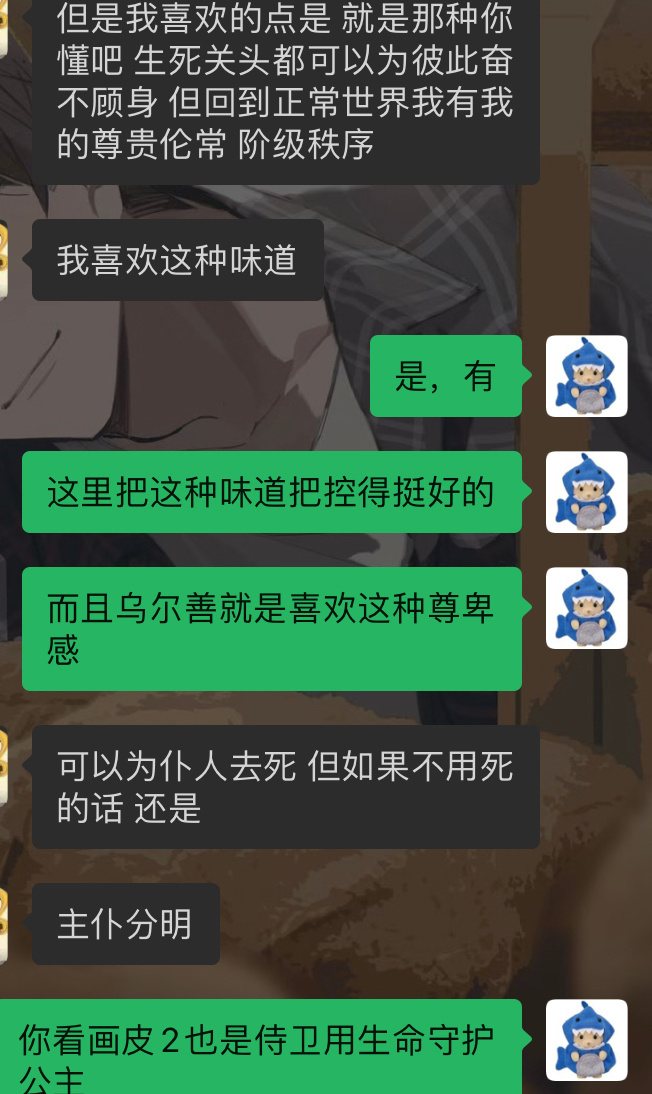 但是我喜欢的点是 就是那种你
懂吧 生死关头都可以为彼此奋
不顾身 但回到正常世界我有我
的尊贵伦常 阶级秩序
我喜欢这种味道
是，有
这里把这种味道把控得挺好的
而且乌尔善就是喜欢这种尊卑
感
可以为仆人去死 但如果不用死
的话 还是
主仆分明
你看画皮2也是侍卫用生命守护
公主